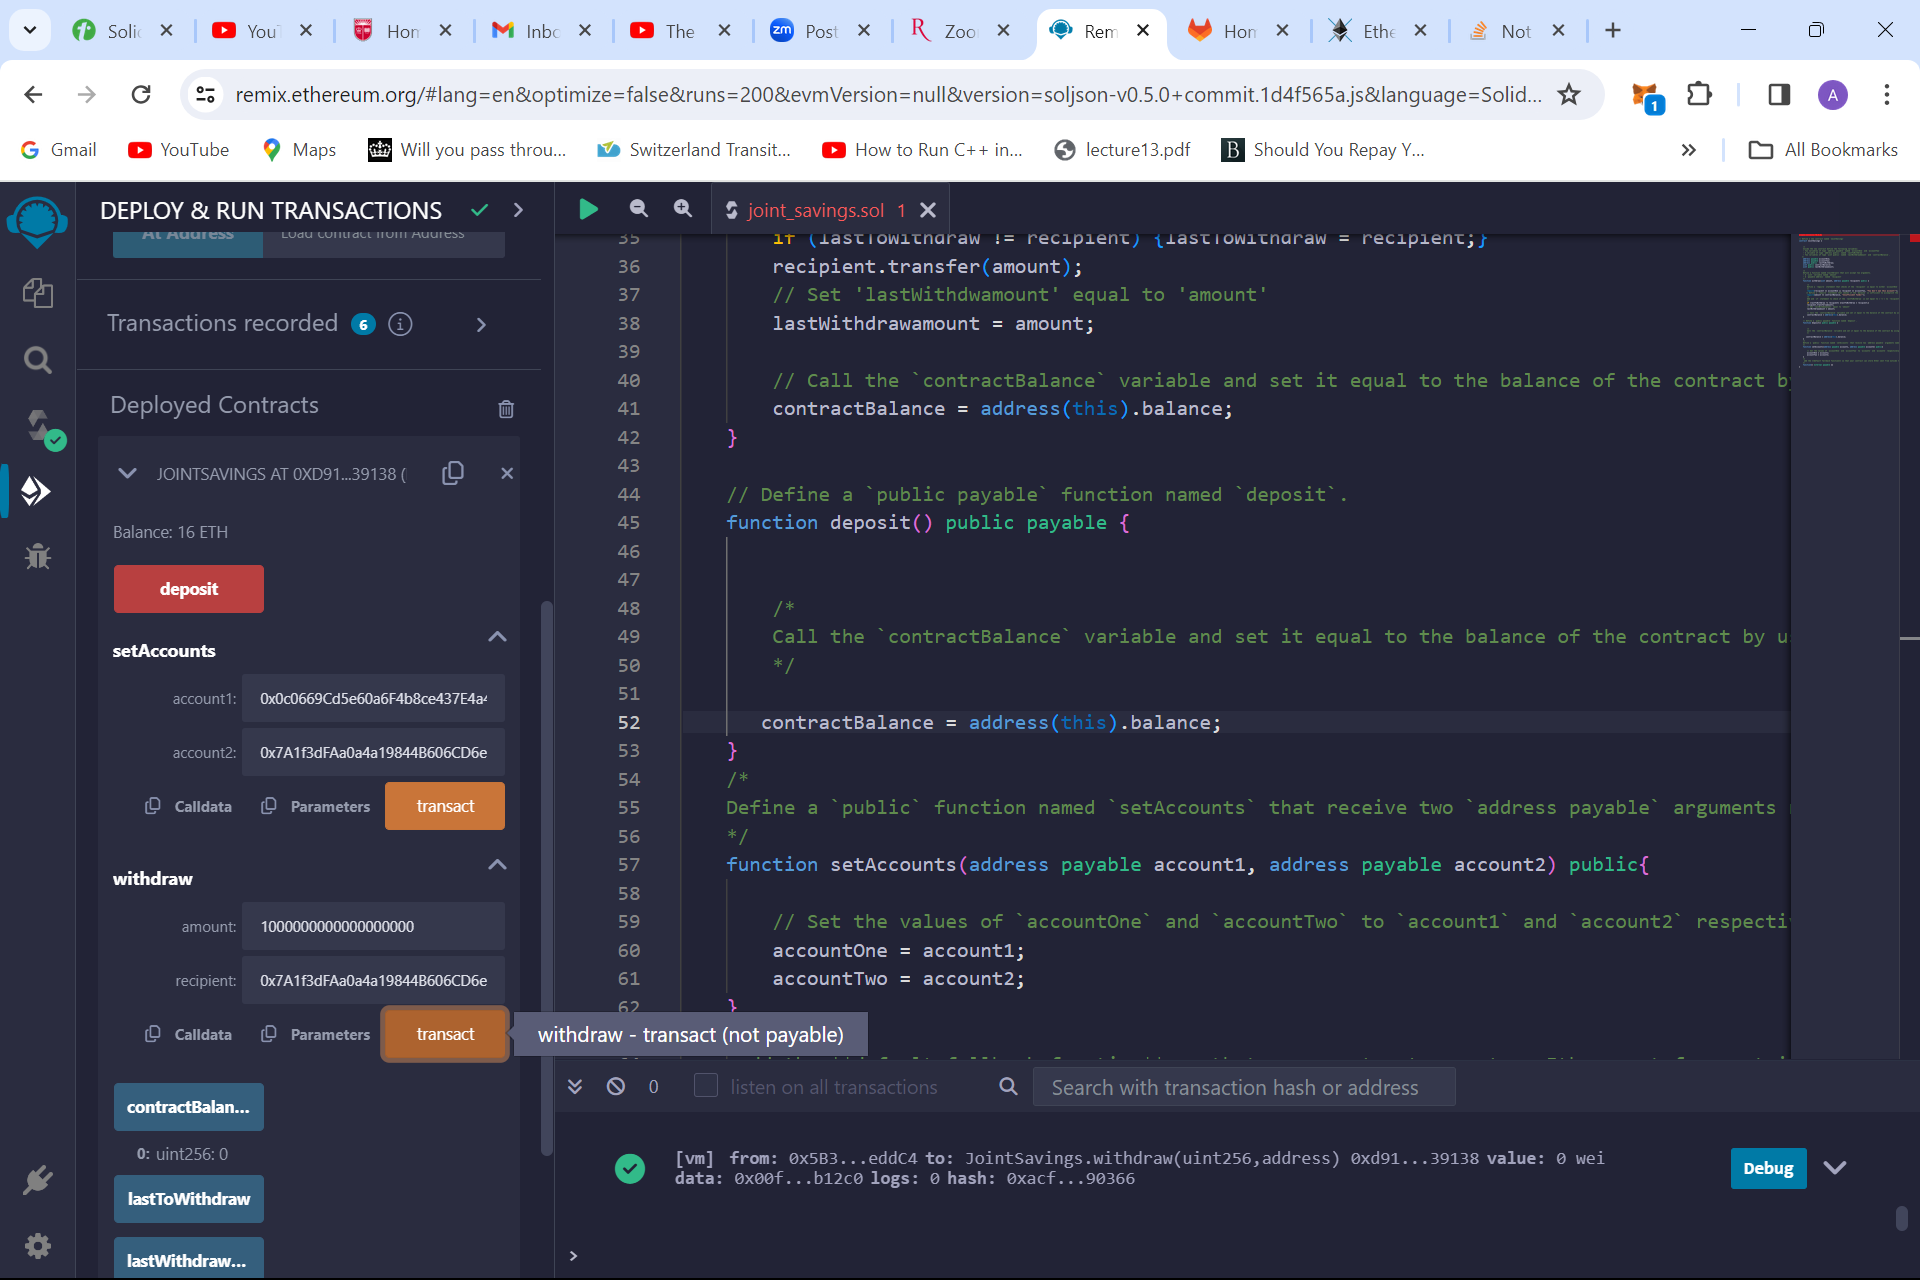 Soli
YouT
Hom
Inbo
The
Post
Zoo
Rem
Hom
Ethe
Not
remix.ethereum.org/#lang=en&optimize=false&runs=200&evmVersion=null&version=soljson-v0.5.0+commit.1d4f565a.js&language=Solid...
1
A
Gmail
YouTube
Maps
Will you pass throu...
Switzerland Transit...
How to Run C++ in...
lecture13.pdf
Should You Repay Y...
All Bookmarks
DEPLOY & RUN TRANSACTIONS
At Address
Load contract from Address
Transactions recorded 6
Deployed Contracts
JOINTSAVINGS AT 0XD91...39138 (
Balance: 16 ETH
deposit
setAccounts
account1: 0x0c0669Cd5e60a6F4b8ce437E4a4
account2: 0x7A1f3dFAa0a4a19844B606CD6e
Calldata Parameters transact
withdraw
amount: 1000000000000000000
recipient: 0x7A1f3dFAa0a4a19844B606CD6e
Calldata Parameters transact
withdraw - transact (not payable)
contractBalan...
0: uint256: 0
lastToWithdraw
lastWithdraw...
joint_savings.sol 1
35 if (lastToWithdraw != recipient) {lastToWithdraw = recipient;}
36 recipient.transfer(amount);
37 // Set 'lastWithdwamount' equal to 'amount'
38 lastWithdrawamount = amount;
39
40 // Call the `contractBalance` variable and set it equal to the balance of the contract by
41 contractBalance = address(this).balance;
42 }
43
44 // Define a `public payable` function named `deposit`.
45 function deposit() public payable {
46
47
48 /*
49 Call the `contractBalance` variable and set it equal to the balance of the contract by u
50 */
51
52 contractBalance = address(this).balance;
53 }
54 /*
55 Define a `public` function named `setAccounts` that receive two `address payable` arguments
56 */
57 function setAccounts(address payable account1, address payable account2) public{
58
59 // Set the values of `accountOne` and `accountTwo` to `account1` and `account2` respecti
60 accountOne = account1;
61 accountTwo = account2;
62 }
0
listen on all transactions
Search with transaction hash or address
[vm] from: 0x5B3...eddC4 to: JointSavings.withdraw(uint256,address) 0xd91...39138 value: 0 wei
data: 0x00f...b12c0 logs: 0 hash: 0xacf...90366
Debug
>